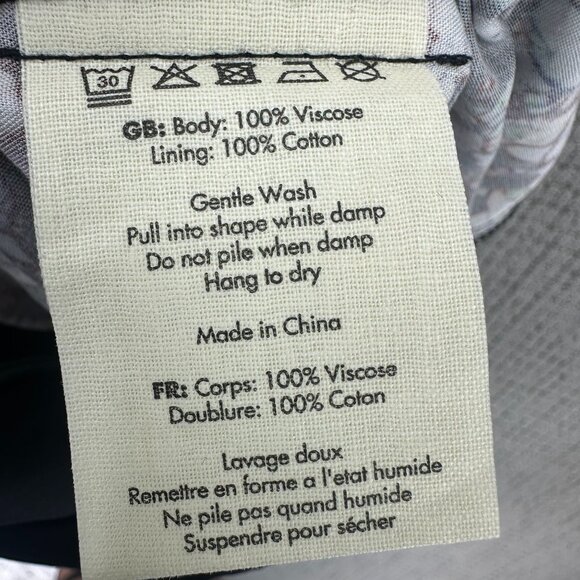 30
GB: Body: 100% Viscose
Lining: 100% Cotton
Gentle Wash
Pull into shape while damp
Do not pile when damp
Hang to dry
Made in China
FR: Corps: 100% Viscose
Doublure: 100% Coton
Lavage doux
Remettre en forme a l'etat humide
Ne pile pas quand humide
Suspendre pour sécher